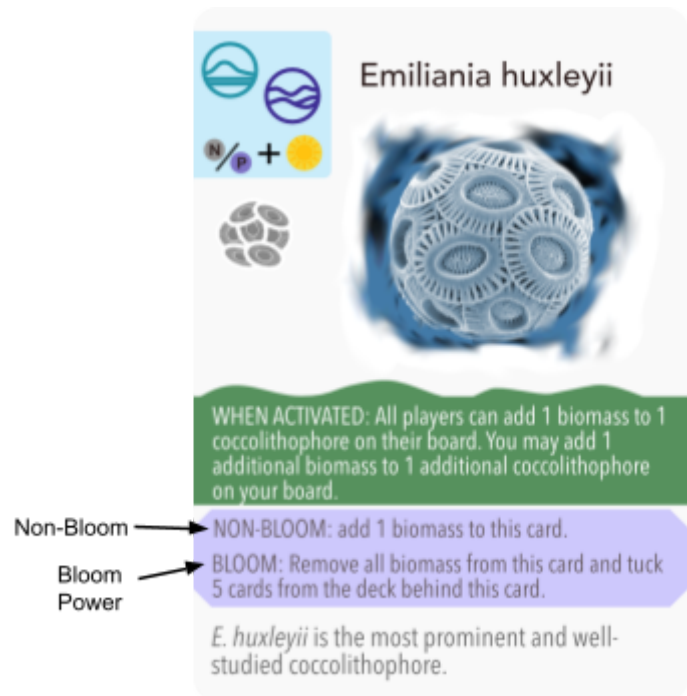 Emiliania huxleyii
N/P +
WHEN ACTIVATED: All players can add 1 biomass to 1
coccolithophore on their board. You may add 1
additional biomass to 1 additional coccolithophore
on your board.
Non-Bloom
NON-BLOOM: add 1 biomass to this card.
Bloom
Power
BLOOM: Remove all biomass from this card and tuck
5 cards from the deck behind this card.
E. huxleyii is the most prominent and well-
studied coccolithophore.